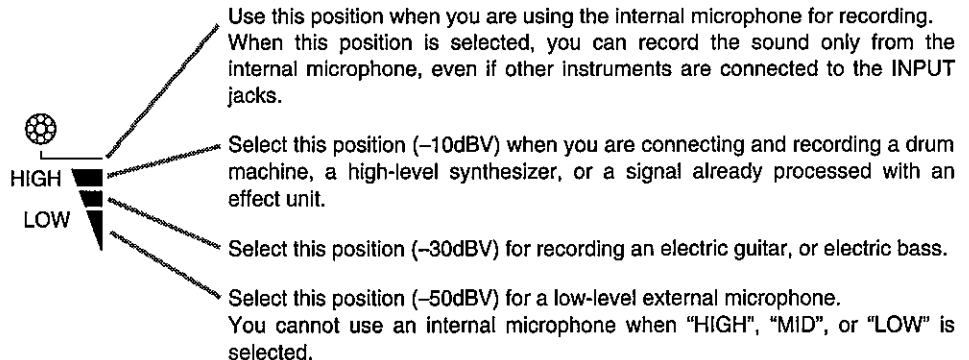 Use this position when you are using the internal microphone for recording.
When this position is selected, you can record the sound only from the
internal microphone, even if other instruments are connected to the INPUT
jacks.
Select this position (–10dBV) when you are connecting and recording a drum
machine, a high-level synthesizer, or a signal already processed with an
effect unit.
HIGH
LOW
Select this position (–30dBV) for recording an electric guitar, or electric bass.
Select this position (–50dBV) for a low-level external microphone.
You cannot use an internal microphone when “HIGH”, “MID”, or “LOW” is
selected.